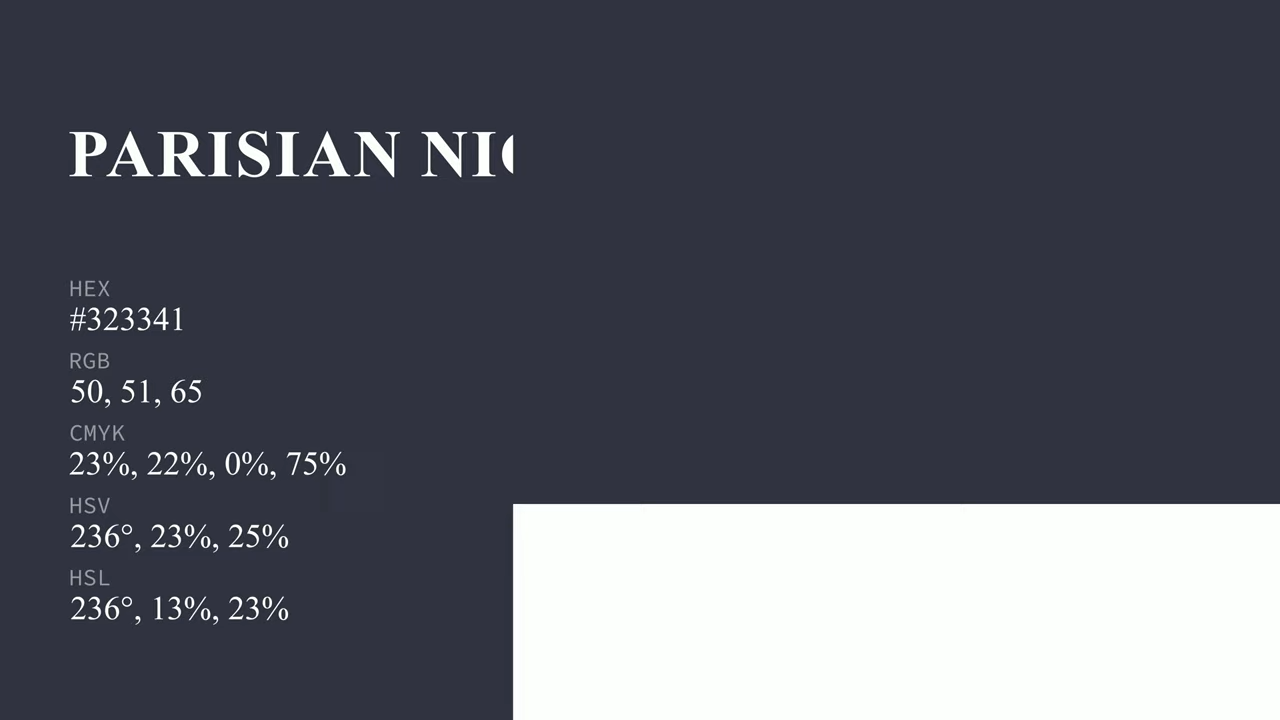 PARISIAN NI
HEX
#323341
RGB
50, 51, 65
CMYK
23%, 22%, 0%, 75%
HSV
236°, 23%, 25%
HSL
236°, 13%, 23%